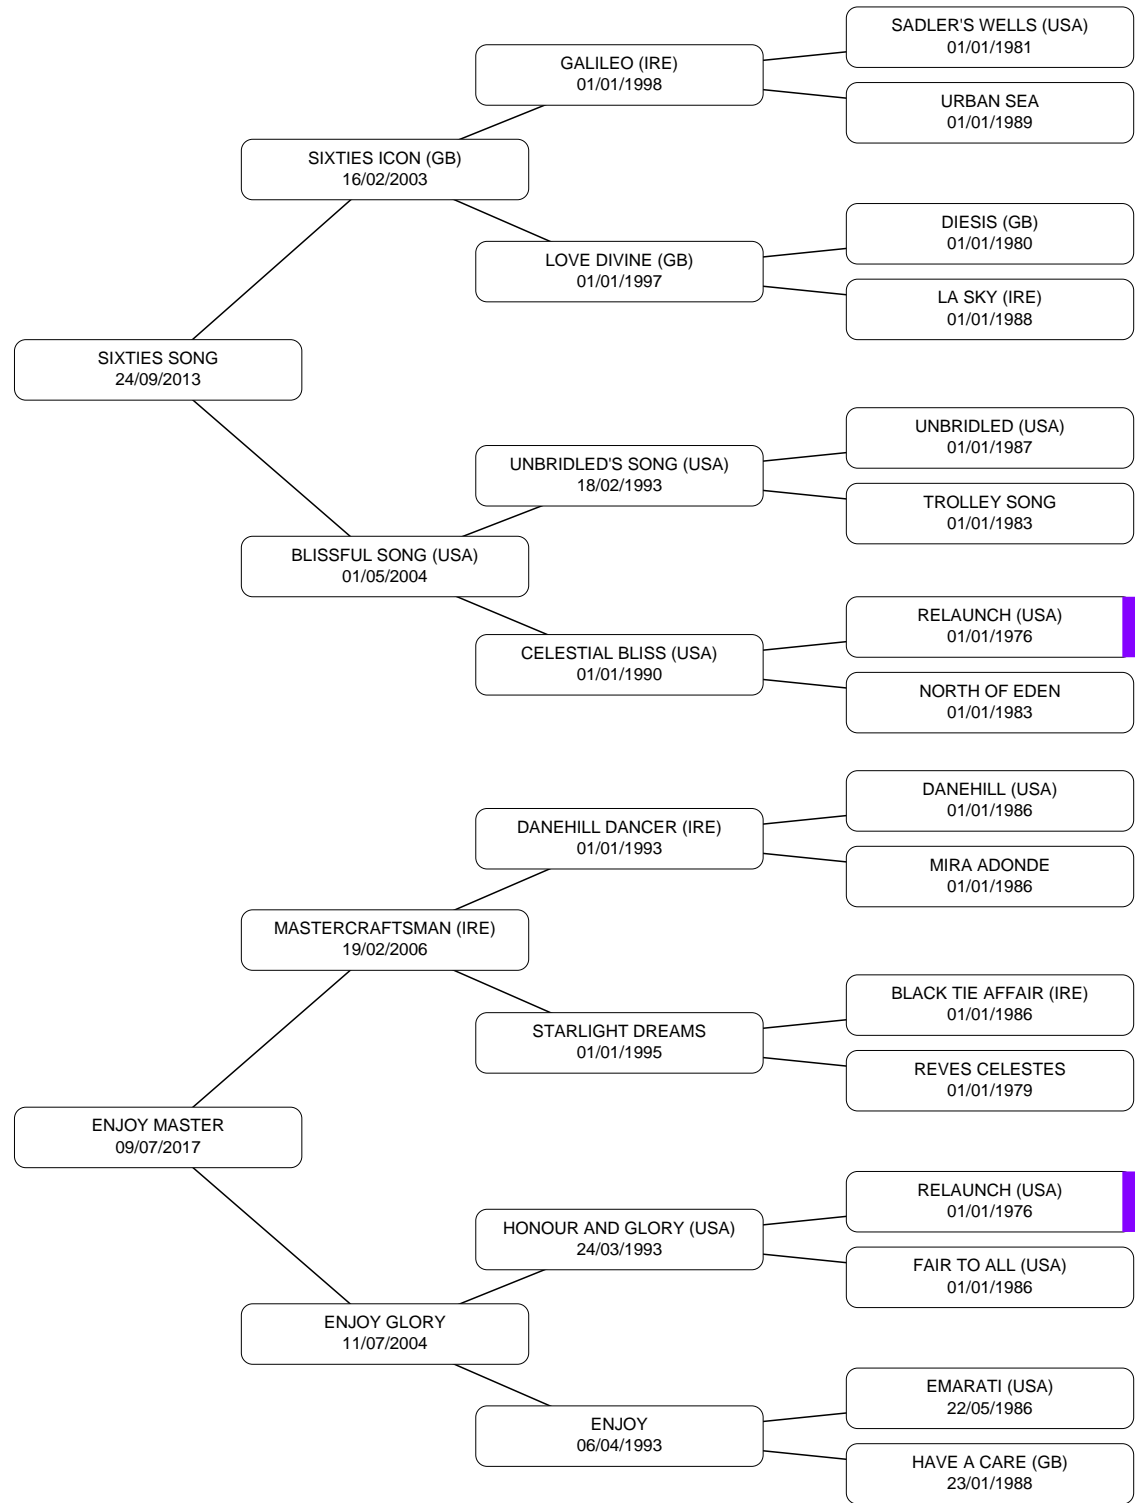 SADLER'S WELLS (USA)
01/01/1981
GALILEO (IRE)
01/01/1998
URBAN SEA
01/01/1989
SIXTIES ICON (GB)
16/02/2003
DIESIS (GB)
01/01/1980
LOVE DIVINE (GB)
01/01/1997
LA SKY (IRE)
01/01/1988
SIXTIES SONG
24/09/2013
UNBRIDLED (USA)
01/01/1987
UNBRIDLED'S SONG (USA)
18/02/1993
TROLLEY SONG
01/01/1983
BLISSFUL SONG (USA)
01/05/2004
RELAUNCH (USA)
01/01/1976
CELESTIAL BLISS (USA)
01/01/1990
NORTH OF EDEN
01/01/1983
DANEHILL (USA)
01/01/1986
DANEHILL DANCER (IRE)
01/01/1993
MIRA ADONDE
01/01/1986
MASTERCRAFTSMAN (IRE)
19/02/2006
BLACK TIE AFFAIR (IRE)
01/01/1986
STARLIGHT DREAMS
01/01/1995
REVES CELESTES
01/01/1979
ENJOY MASTER
09/07/2017
RELAUNCH (USA)
01/01/1976
HONOUR AND GLORY (USA)
24/03/1993
FAIR TO ALL (USA)
01/01/1986
ENJOY GLORY
11/07/2004
EMARATI (USA)
22/05/1986
ENJOY
06/04/1993
HAVE A CARE (GB)
23/01/1988